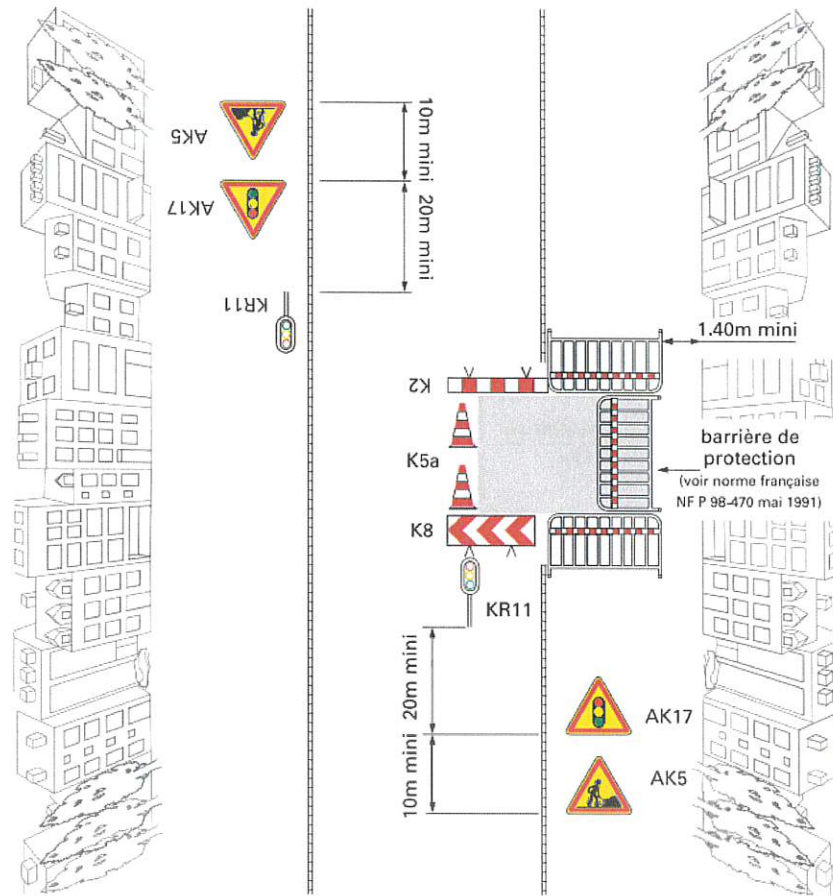 10m mini
AK5
AK17
20m mini
KR11
1.40m mini
K2
K5a
barrière de
protection
(voir norme française
NF P 98-470 mai 1991)
K8
KR11
20m mini
AK17
10m mini
AK5